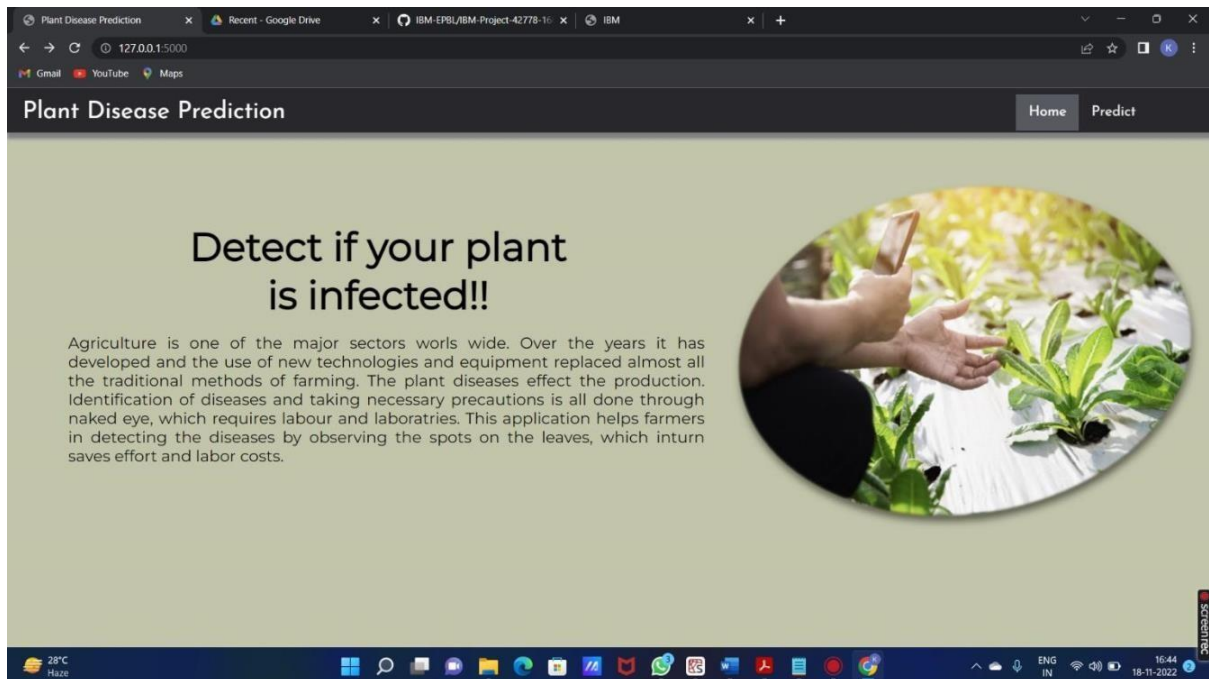 Plant Disease Prediction
Recent - Google Drive
IBM-EPBL/IBM-Project-42778-16
IBM
127.0.0.1:5000
Gmail YouTube Maps
K
Plant Disease Prediction
Home Predict
Detect if your plant
is infected!!
Agriculture is one of the major sectors worls wide. Over the years it has
developed and the use of new technologies and equipment replaced almost all
the traditional methods of farming. The plant diseases effect the production.
Identification of diseases and taking necessary precautions is all done through
naked eye, which requires labour and laboratries. This application helps farmers
in detecting the diseases by observing the spots on the leaves, which inturn
saves effort and labor costs.
screenrec
28°C
Haze
ENG
IN
16:44
18-11-2022
2